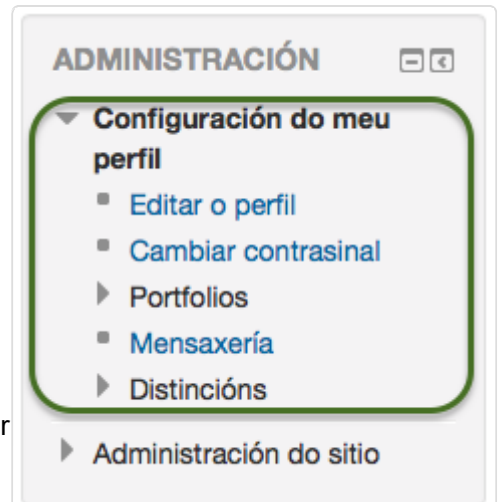 ADMINISTRACIÓN
Configuración do meu
perfil
Editar o perfil
Cambiar contrasinal
Portfolios
Mensaxería
Distincións
r
Administración do sitio